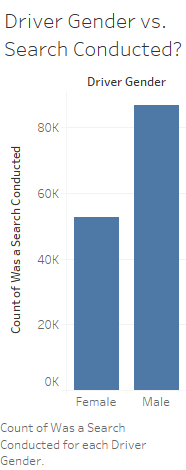 Driver Gender vs.
Search Conducted?
Driver Gender
Count of Was a Search Conducted
80K
60K
40K
20K
0K
Female Male
Count of Was a Search
Conducted for each Driver
Gender.